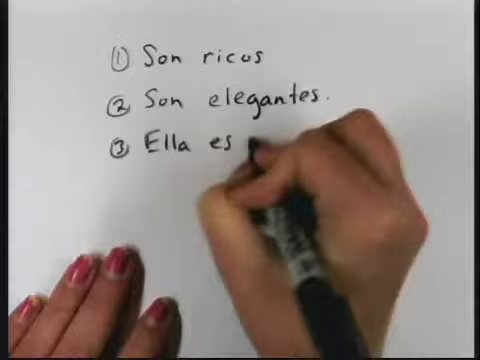 ① Son ricos
② Son elegantes.
③ Ella es